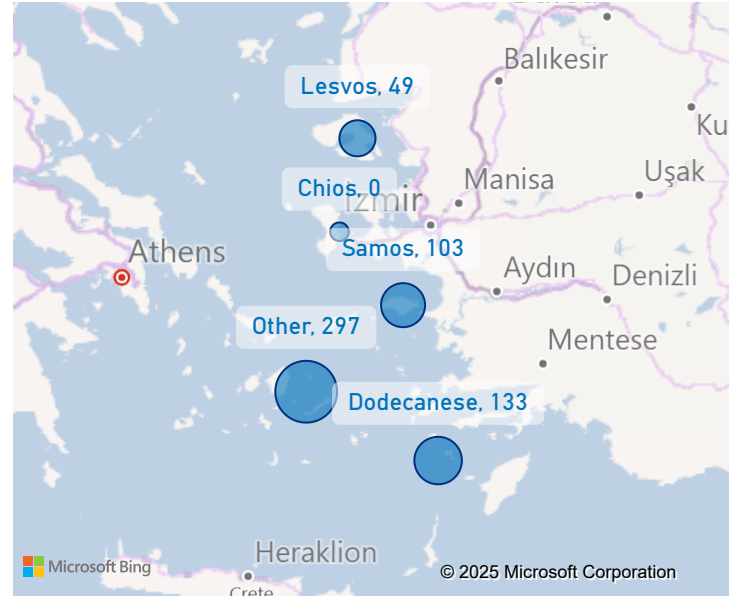 Balıkesir
Lesvos, 49
Ku
Uşak
Manisa
Chios, 0
İzmir
Athens
Samos, 103
Aydın
Denizli
Other, 297
Mentese
Dodecanese, 133
Heraklion
Microsoft Bing
© 2025 Microsoft Corporation
Crete